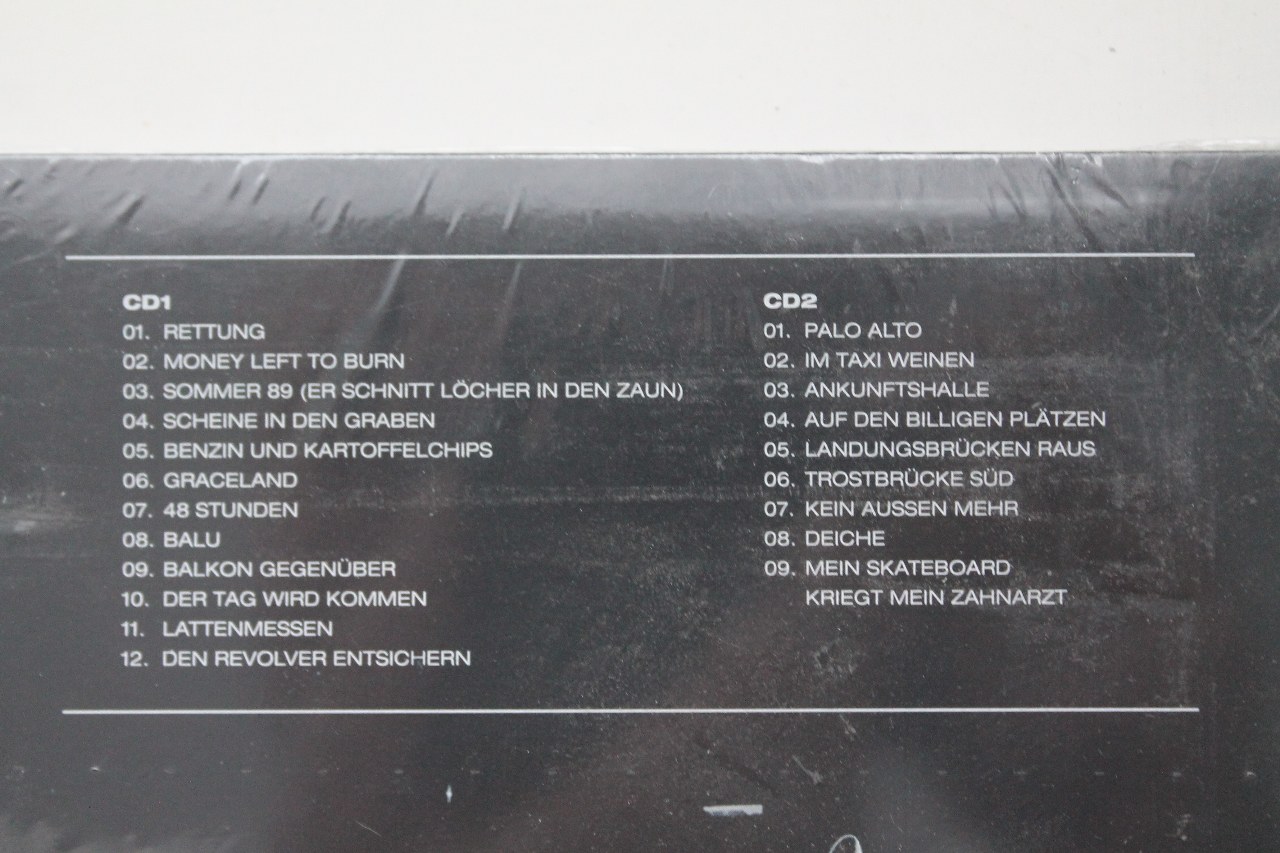 CD1
01. RETTUNG
02. MONEY LEFT TO BURN
03. SOMMER 89 (ER SCHNITT LÖCHER IN DEN ZAUN)
04. SCHEINE IN DEN GRABEN
05. BENZIN UND KARTOFFELCHIPS
06. GRACELAND
07. 48 STUNDEN
08. BALU
09. BALKON GEGENÜBER
10. DER TAG WIRD KOMMEN
11. LATTENMESSEN
12. DEN REVOLVER ENTSICHERN
CD2
01. PALO ALTO
02. IM TAXI WEINEN
03. ANKUNFTSHALLE
04. AUF DEN BILLIGEN PLÄTZEN
05. LANDUNGSBRÜCKEN RAUS
06. TROSTBRÜCKE SÜD
07. KEIN AUSSEN MEHR
08. DEICHE
09. MEIN SKATEBOARD
KRIEGT MEIN ZAHNARZT